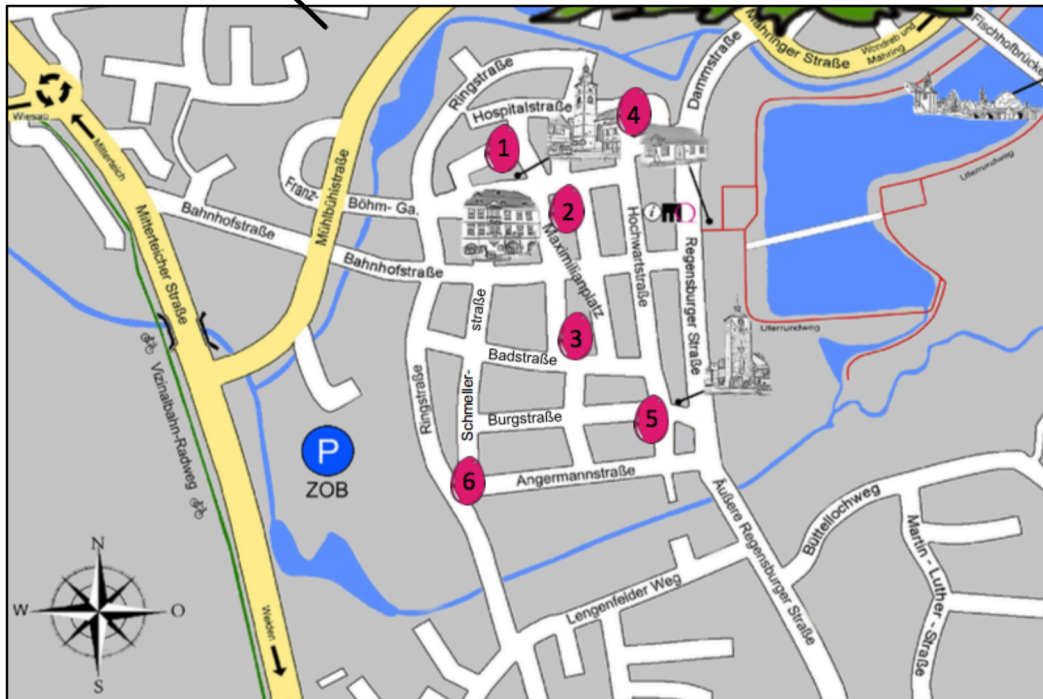 Mähringer Straße
Wondreb und
Mähring
Fischhofbrücke
Ringstraße
Dammstraße
Hospitalstraße
4
1
Wiesau
Mitterteich
Uferrundweg
Franz-
Böhm- Ga.
Mühlbühlstraße
2
Bahnhofstraße
Hochwartstraße
i
Maximilianplatz
Regensburger Straße
Bahnhofstraße
Mitterteicher Straße
Schmeller-
straße
3
Uferrundweg
Badstraße
Vizinalbahn-Radweg
Ringstraße
Burgstraße
5
P
ZOB
6
Angermannstraße
Äußere Regensburger Straße
Büttellochweg
Martin - Luther - Straße
Lengenfelder Weg
Weiden
N
W
O
S